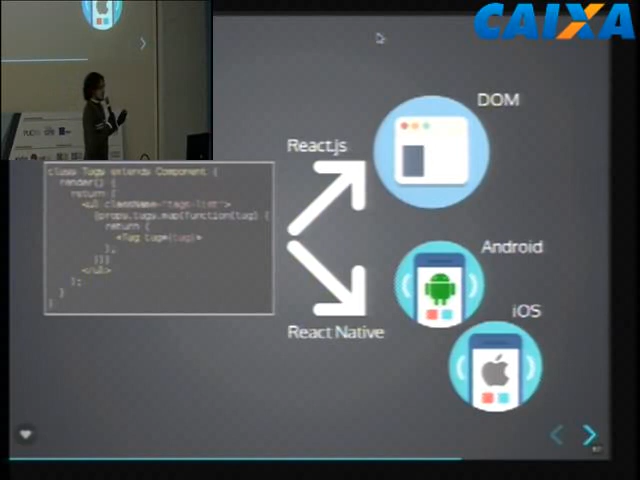 CAIXA
DOM
React.js
class Tags extends Component {
render() {
return (
<ul className="tags-list">
{props.tags.map(function(tag) {
return (
<Tag tag={tag}>
);
})}
</ul>
);
}
}
Android
iOS
React Native